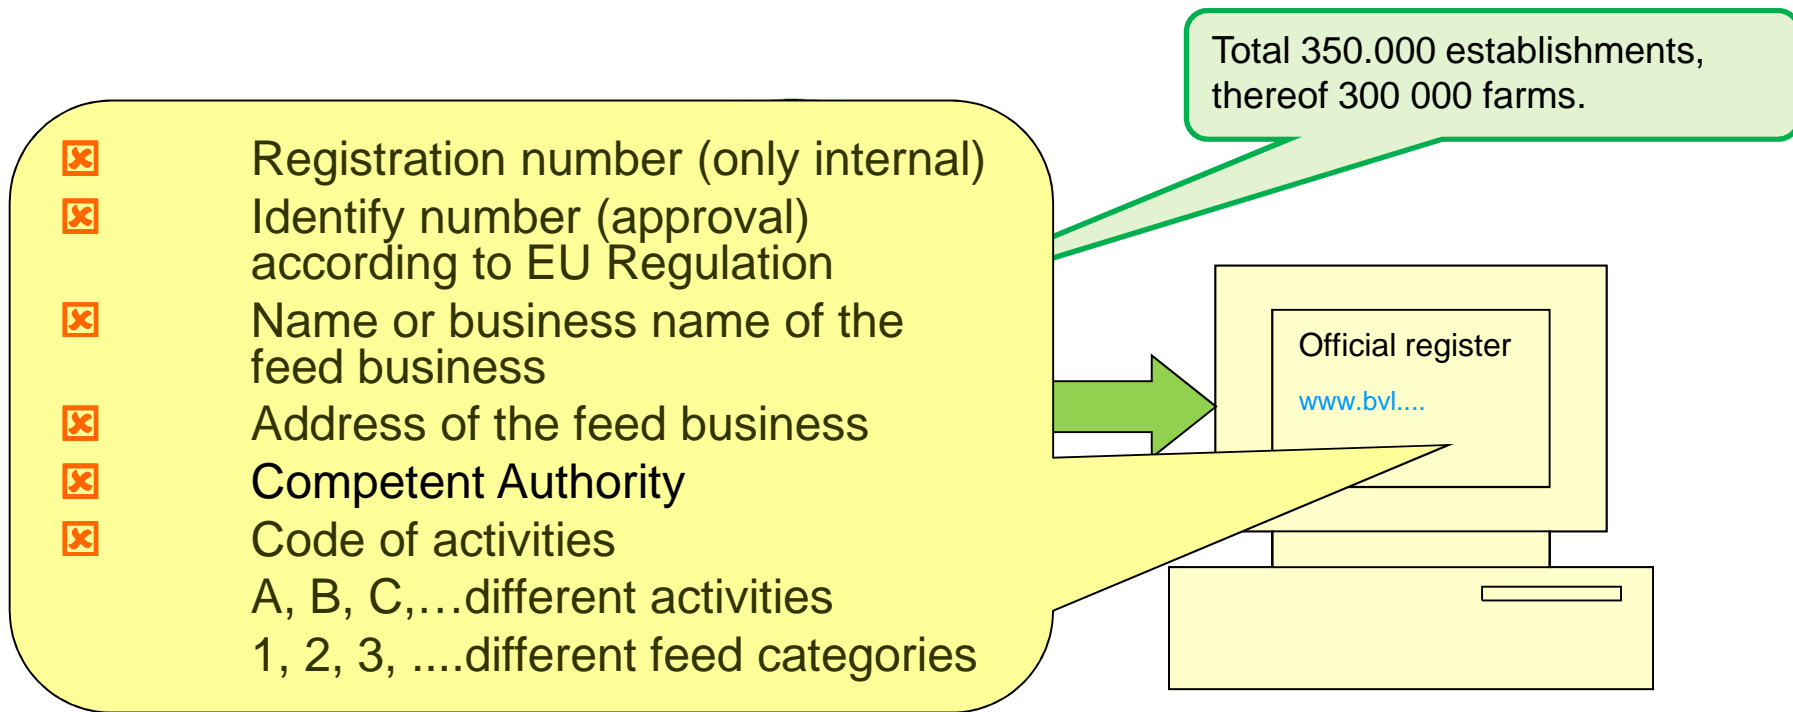 Total 350.000 establishments,
thereof 300 000 farms.
Registration number (only internal)
Identify number (approval)
according to EU Regulation
Name or business name of the
feed business
Address of the feed business
Competent Authority
Code of activities
A, B, C,…different activities
1, 2, 3, ....different feed categories
Official register
www.bvl....